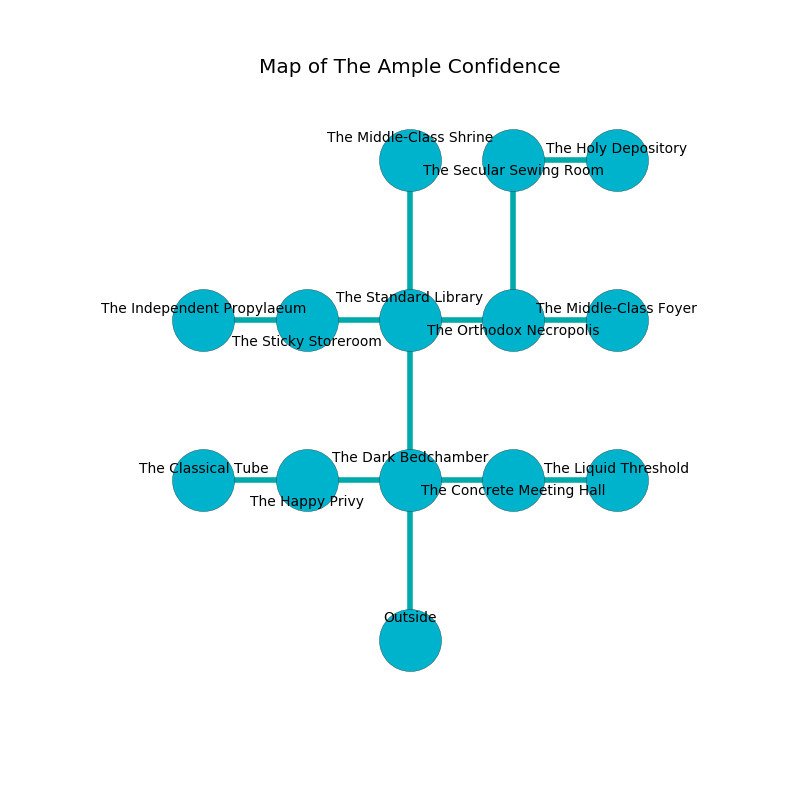 Map of The Ample Confidence
The Middle-Class Shrine
The Holy Depository
The Secular Sewing Room
The Standard Library
The Independent Propylaeum
The Middle-Class Foyer
The Orthodox Necropolis
The Sticky Storeroom
The Dark Bedchamber
The Classical Tube
The Liquid Threshold
The Concrete Meeting Hall
The Happy Privy
Outside